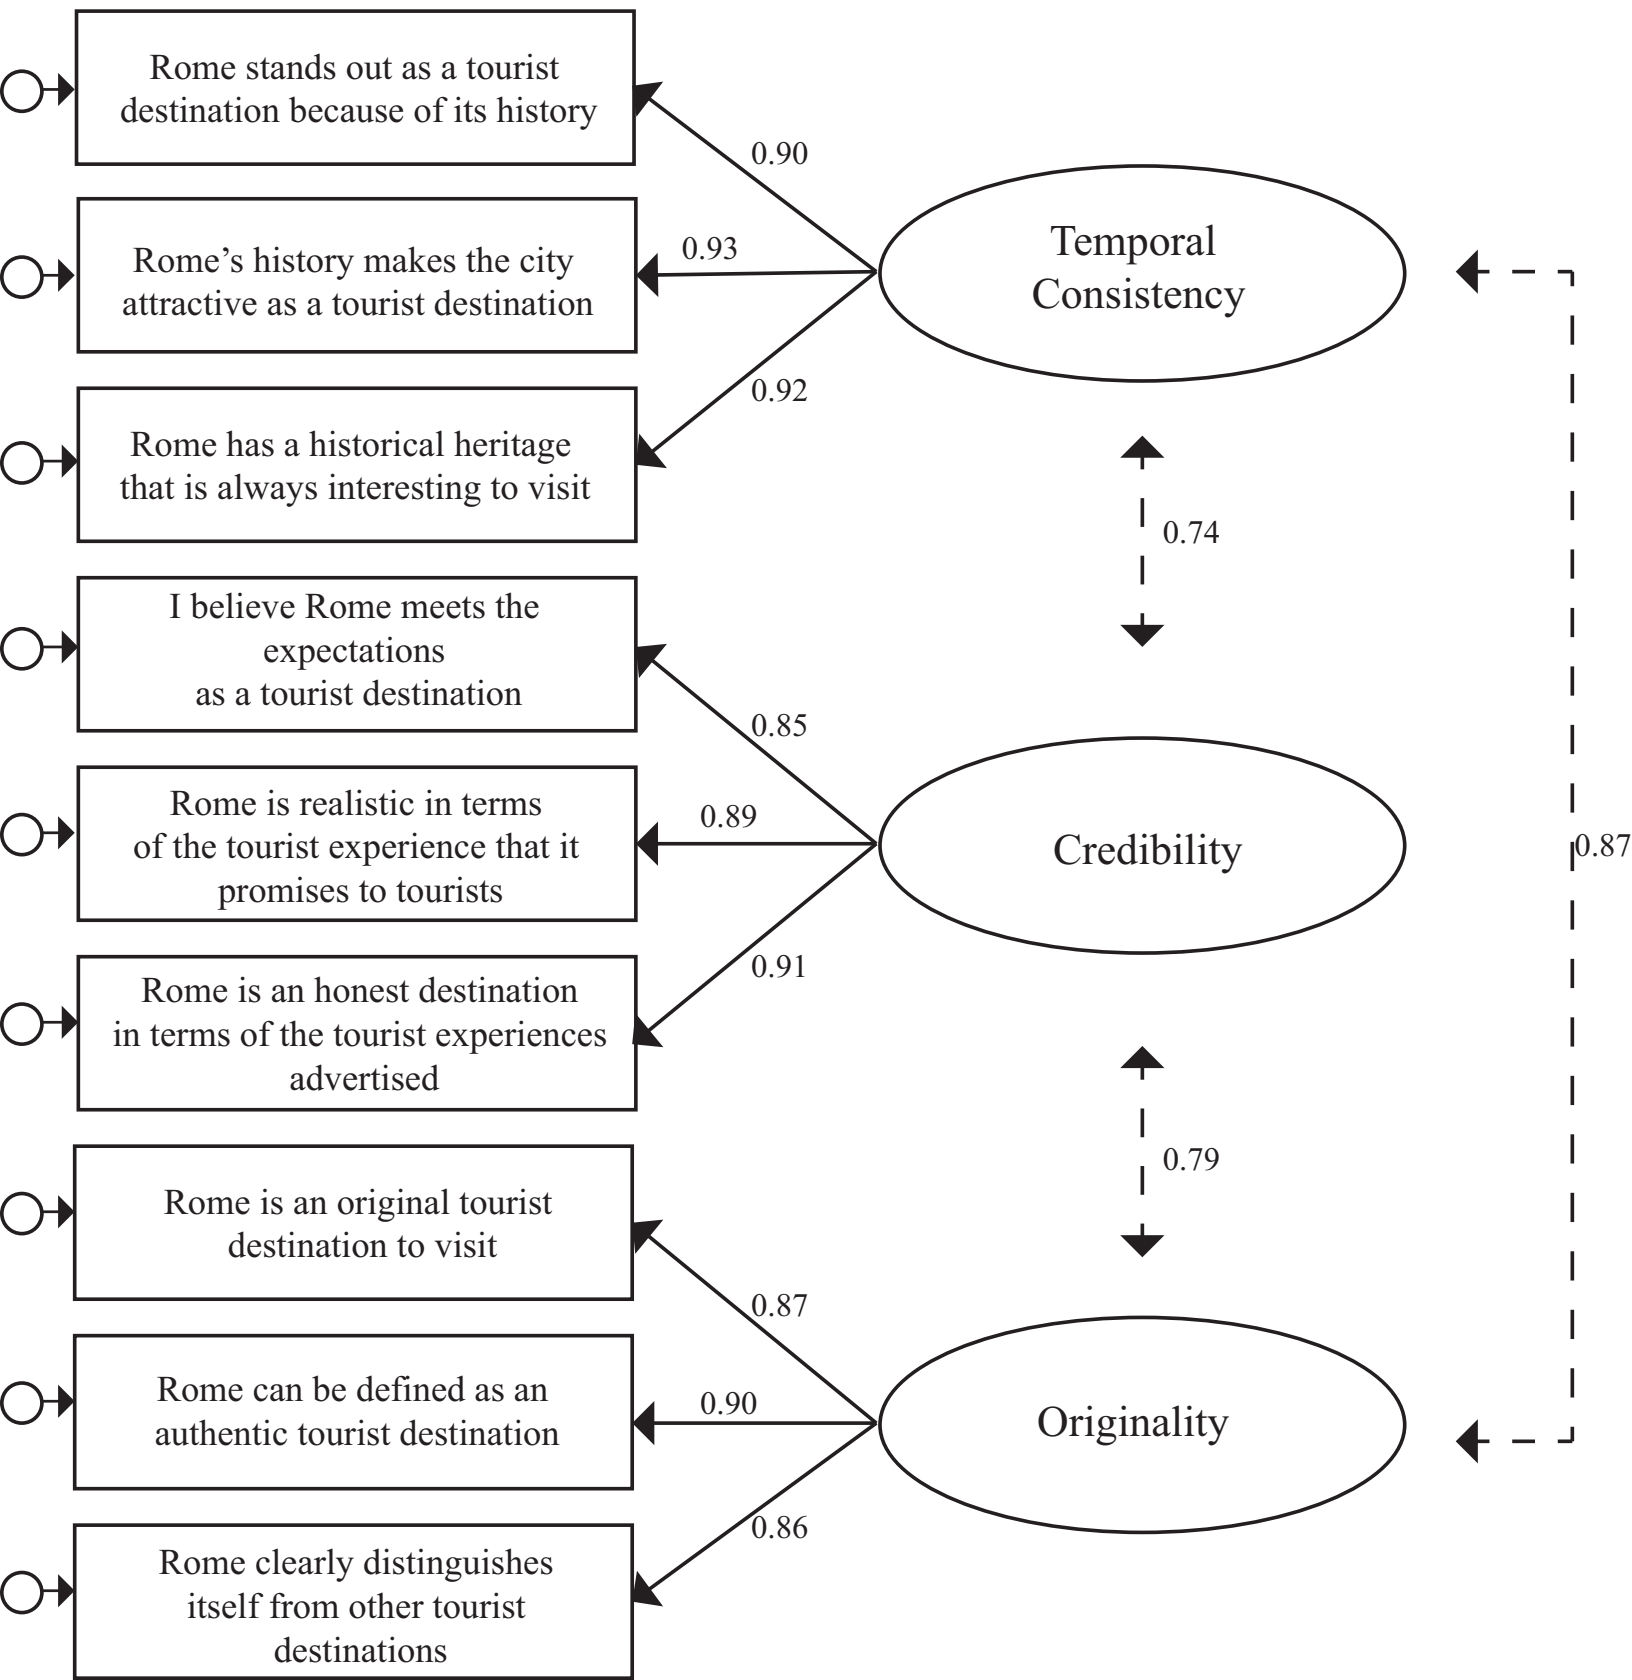 Rome stands out as a tourist
destination because of its history
0.90
Rome’s history makes the city
attractive as a tourist destination
0.93
Temporal
Consistency
Rome has a historical heritage
that is always interesting to visit
0.92
0.74
I believe Rome meets the
expectations
as a tourist destination
0.85
Rome is realistic in terms
of the tourist experience that it
promises to tourists
0.89
Credibility
0.87
Rome is an honest destination
in terms of the tourist experiences
advertised
0.91
0.79
Rome is an original tourist
destination to visit
0.87
Rome can be defined as an
authentic tourist destination
0.90
Originality
Rome clearly distinguishes
itself from other tourist
destinations
0.86